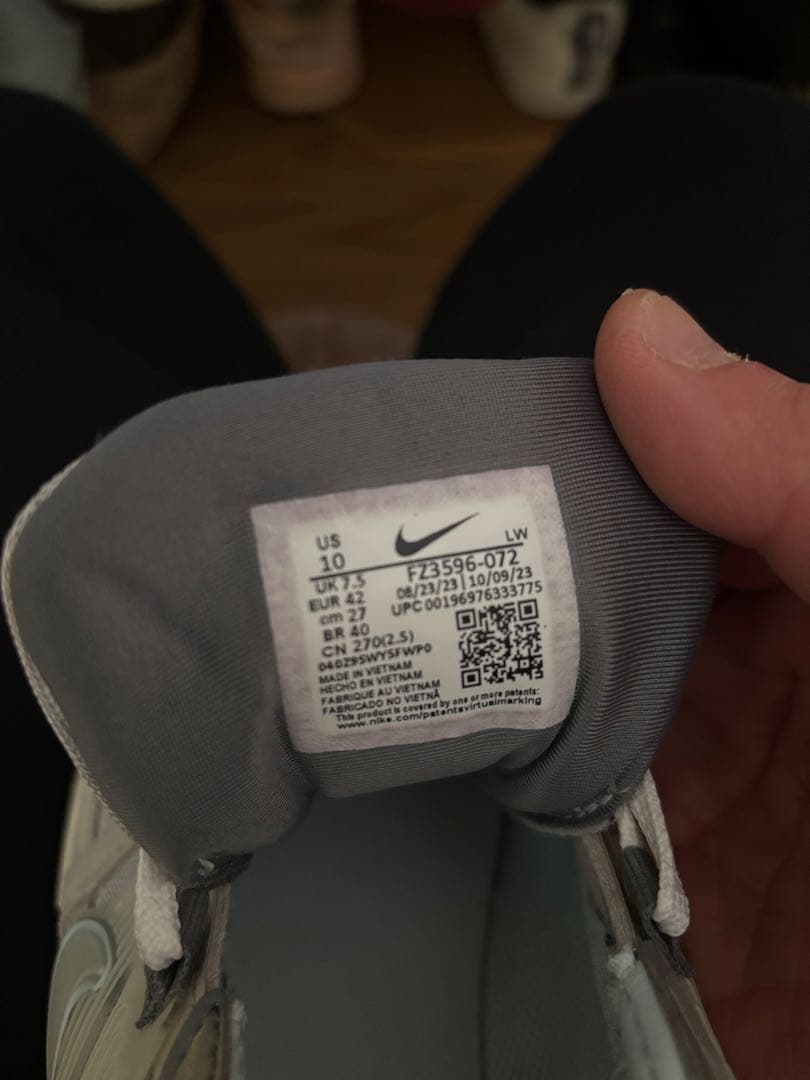 US
10
LW
UK 7.5
FZ3596-072
EUR 42
08/23/23 | 10/09/23
cm 27
UPC 00196976333775
BR 40
CN 270(2.5)
040Z95WYSFWP0
MADE IN VIETNAM
HECHO EN VIETNAM
FABRIQUE AU VIETNAM
FABRICADO NO VIETNÃ
This product is covered by one or more patents:
www.nike.com/patentsvirtualmarking